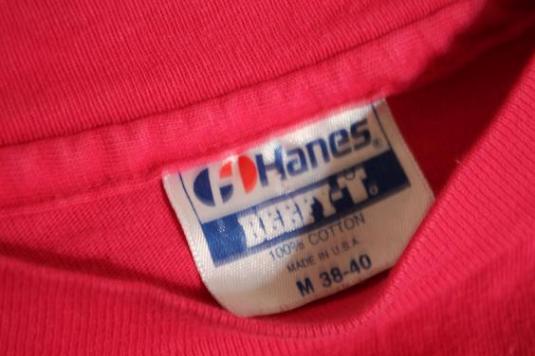 Hanes®
BEEFY-T®
100% COTTON
MADE IN U.S.A.
M 38-40